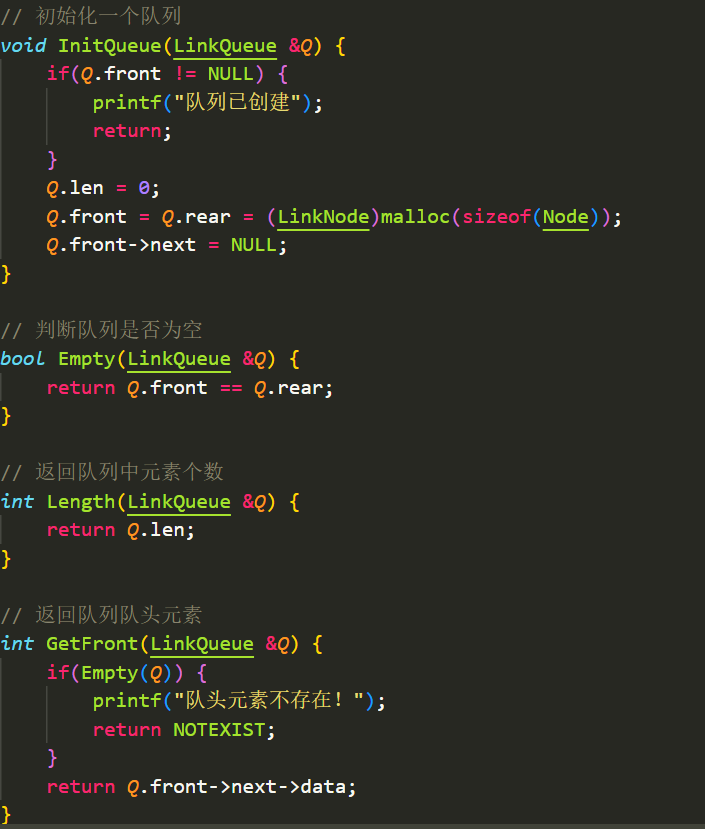 // 初始化一个队列
void InitQueue(LinkQueue &Q) {
    if(Q.front != NULL) {
        printf("队列已创建");
        return;
    }
    Q.len = 0;
    Q.front = Q.rear = (LinkNode)malloc(sizeof(Node));
    Q.front->next = NULL;
}

// 判断队列是否为空
bool Empty(LinkQueue &Q) {
    return Q.front == Q.rear;
}

// 返回队列中元素个数
int Length(LinkQueue &Q) {
    return Q.len;
}

// 返回队列队头元素
int GetFront(LinkQueue &Q) {
    if(Empty(Q)) {
        printf("队头元素不存在！");
        return NOTEXIST;
    }
    return Q.front->next->data;
}